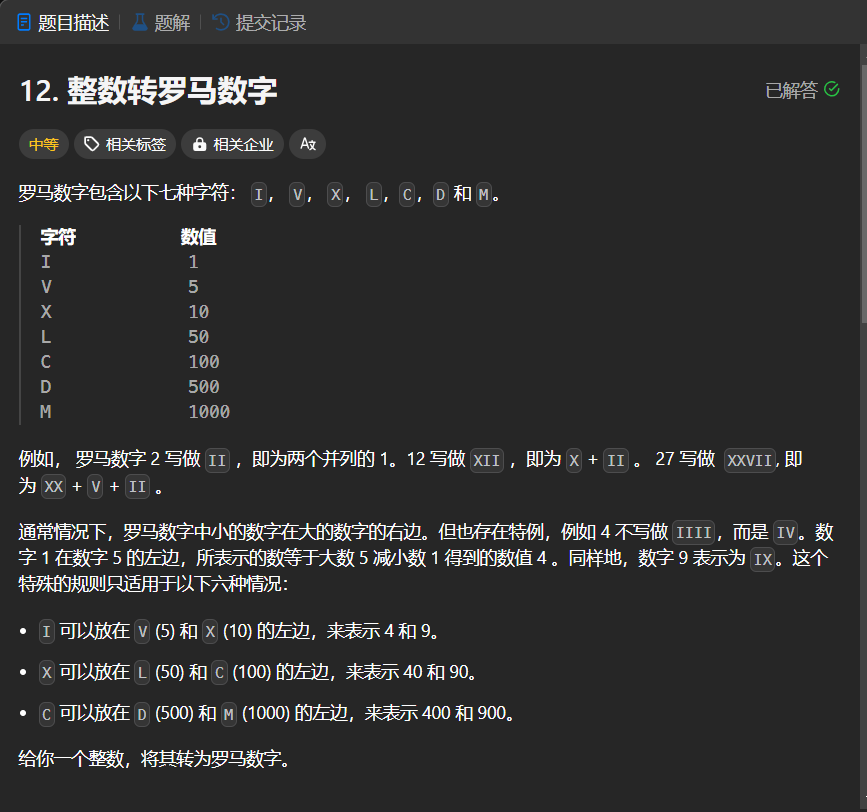 题目描述 题解 提交记录
12. 整数转罗马数字 已解答
中等 相关标签 相关企业 Ax
罗马数字包含以下七种字符: I, V, X, L, C, D 和 M。
字符 数值
I 1
V 5
X 10
L 50
C 100
D 500
M 1000
例如, 罗马数字 2 写做 II ,即为两个并列的 1。12 写做 XII ,即为 X + II 。 27 写做 XXVII, 即
为 XX + V + II 。
通常情况下,罗马数字中小的数字在大的数字的右边。但也存在特例,例如 4 不写做 IIII,而是 IV。数
字 1 在数字 5 的左边,所表示的数等于大数 5 减小数 1 得到的数值 4 。同样地,数字 9 表示为 IX。这个
特殊的规则只适用于以下六种情况:
• I 可以放在 V (5) 和 X (10) 的左边,来表示 4 和 9。
• X 可以放在 L (50) 和 C (100) 的左边,来表示 40 和 90。
• C 可以放在 D (500) 和 M (1000) 的左边,来表示 400 和 900。
给你一个整数,将其转为罗马数字。